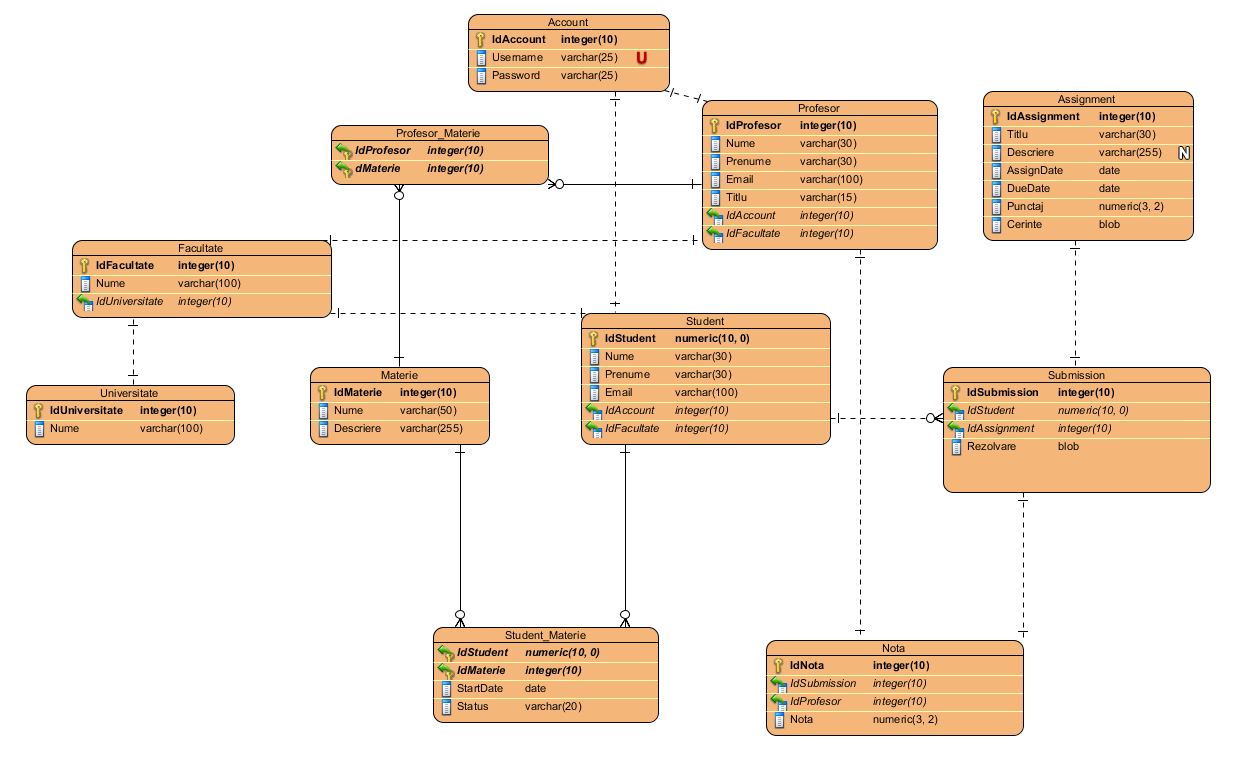 Account
IdAccount integer(10)
Username varchar(25) U
Password varchar(25)
Profesor
IdProfesor integer(10)
Nume varchar(30)
Prenume varchar(30)
Email varchar(100)
Titlu varchar(15)
IdAccount integer(10)
IdFacultate integer(10)
Assignment
IdAssignment integer(10)
Titlu varchar(30)
Descriere varchar(255) N
AssignDate date
DueDate date
Punctaj numeric(3, 2)
Cerinte blob
Profesor_Materie
IdProfesor integer(10)
dMaterie integer(10)
Facultate
IdFacultate integer(10)
Nume varchar(100)
IdUniversitate integer(10)
Universitate
IdUniversitate integer(10)
Nume varchar(100)
Materie
IdMaterie integer(10)
Nume varchar(50)
Descriere varchar(255)
Student
IdStudent numeric(10, 0)
Nume varchar(30)
Prenume varchar(30)
Email varchar(100)
IdAccount integer(10)
IdFacultate integer(10)
Submission
IdSubmission integer(10)
IdStudent numeric(10, 0)
IdAssignment integer(10)
Rezolvare blob
Student_Materie
IdStudent numeric(10, 0)
IdMaterie integer(10)
StartDate date
Status varchar(20)
Nota
IdNota integer(10)
IdSubmission integer(10)
IdProfesor integer(10)
Nota numeric(3, 2)